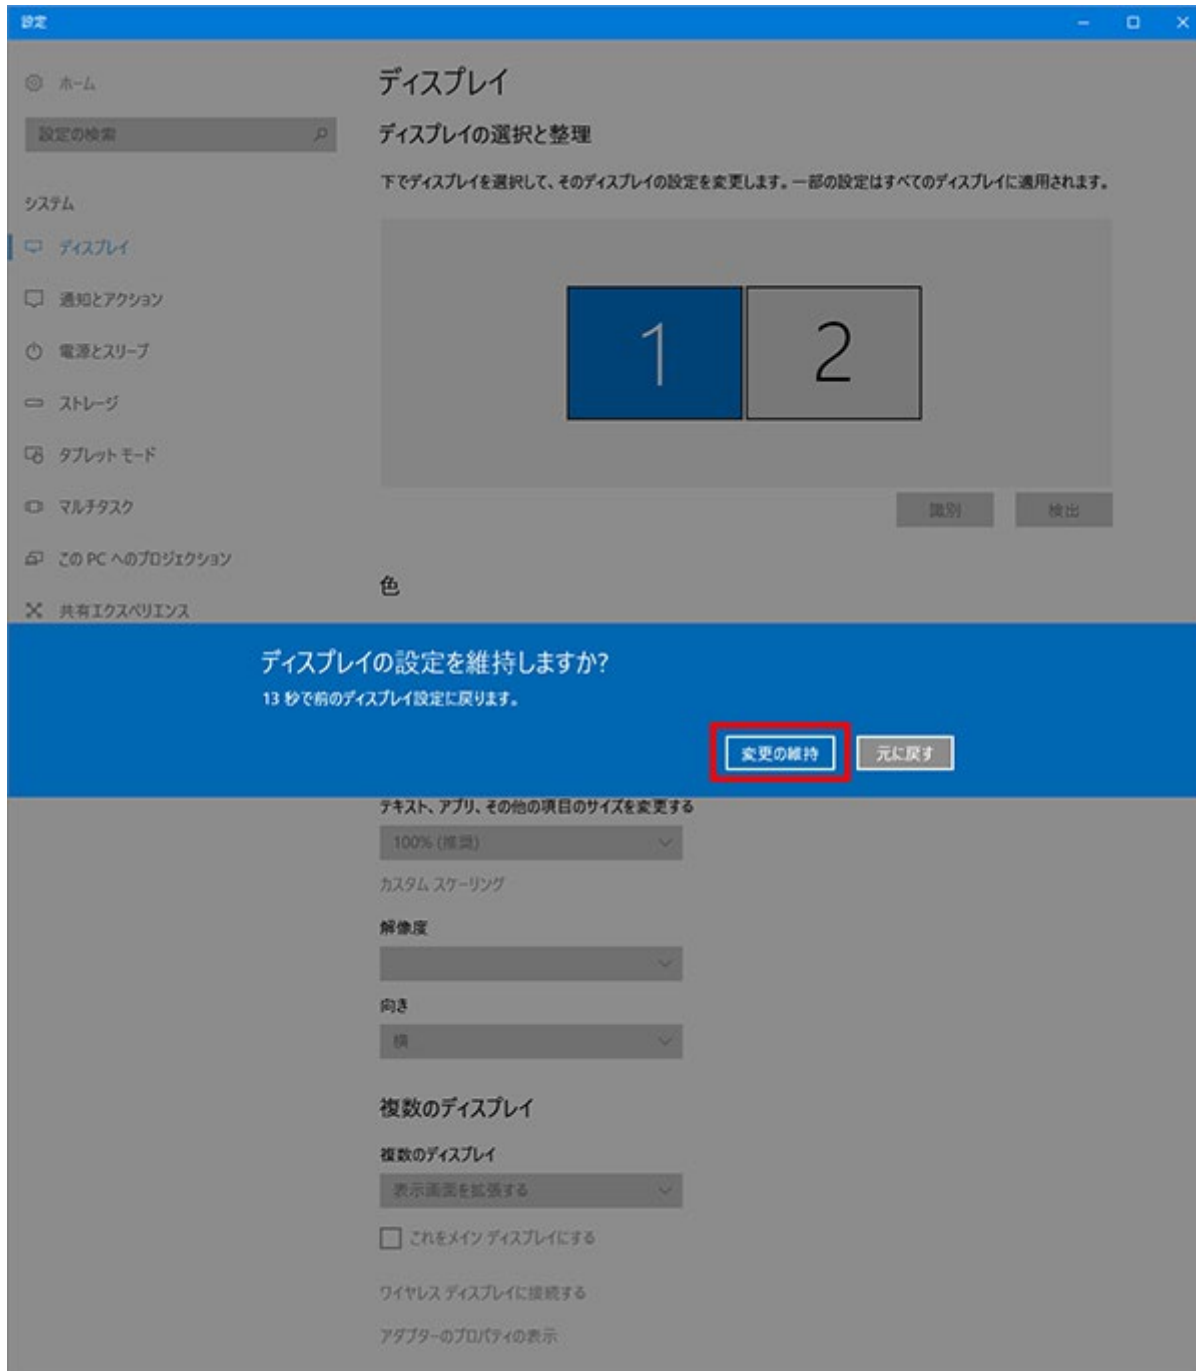 設定
ホーム
設定の検索
システム
ディスプレイ
通知とアクション
電源とスリープ
ストレージ
タブレット モード
マルチタスク
この PC へのプロジェクション
共有エクスペリエンス
ディスプレイ
ディスプレイの選択と整理
下でディスプレイを選択して、そのディスプレイの設定を変更します。一部の設定はすべてのディスプレイに適用されます。
1 2
識別 検出
色
ディスプレイの設定を維持しますか?
13 秒で前のディスプレイ設定に戻ります。
変更の維持 元に戻す
テキスト、アプリ、その他の項目のサイズを変更する
100% (推奨)
カスタム スケーリング
解像度
向き
横
複数のディスプレイ
複数のディスプレイ
表示画面を拡張する
これをメイン ディスプレイにする
ワイヤレス ディスプレイに接続する
アダプターのプロパティの表示